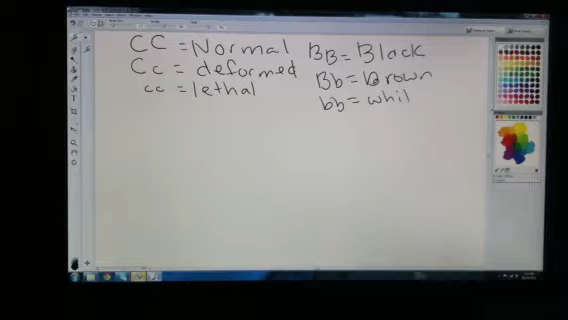 CC = Normal
Cc = deformed
cc = lethal
BB = Black
Bb = Brown
bb = whit